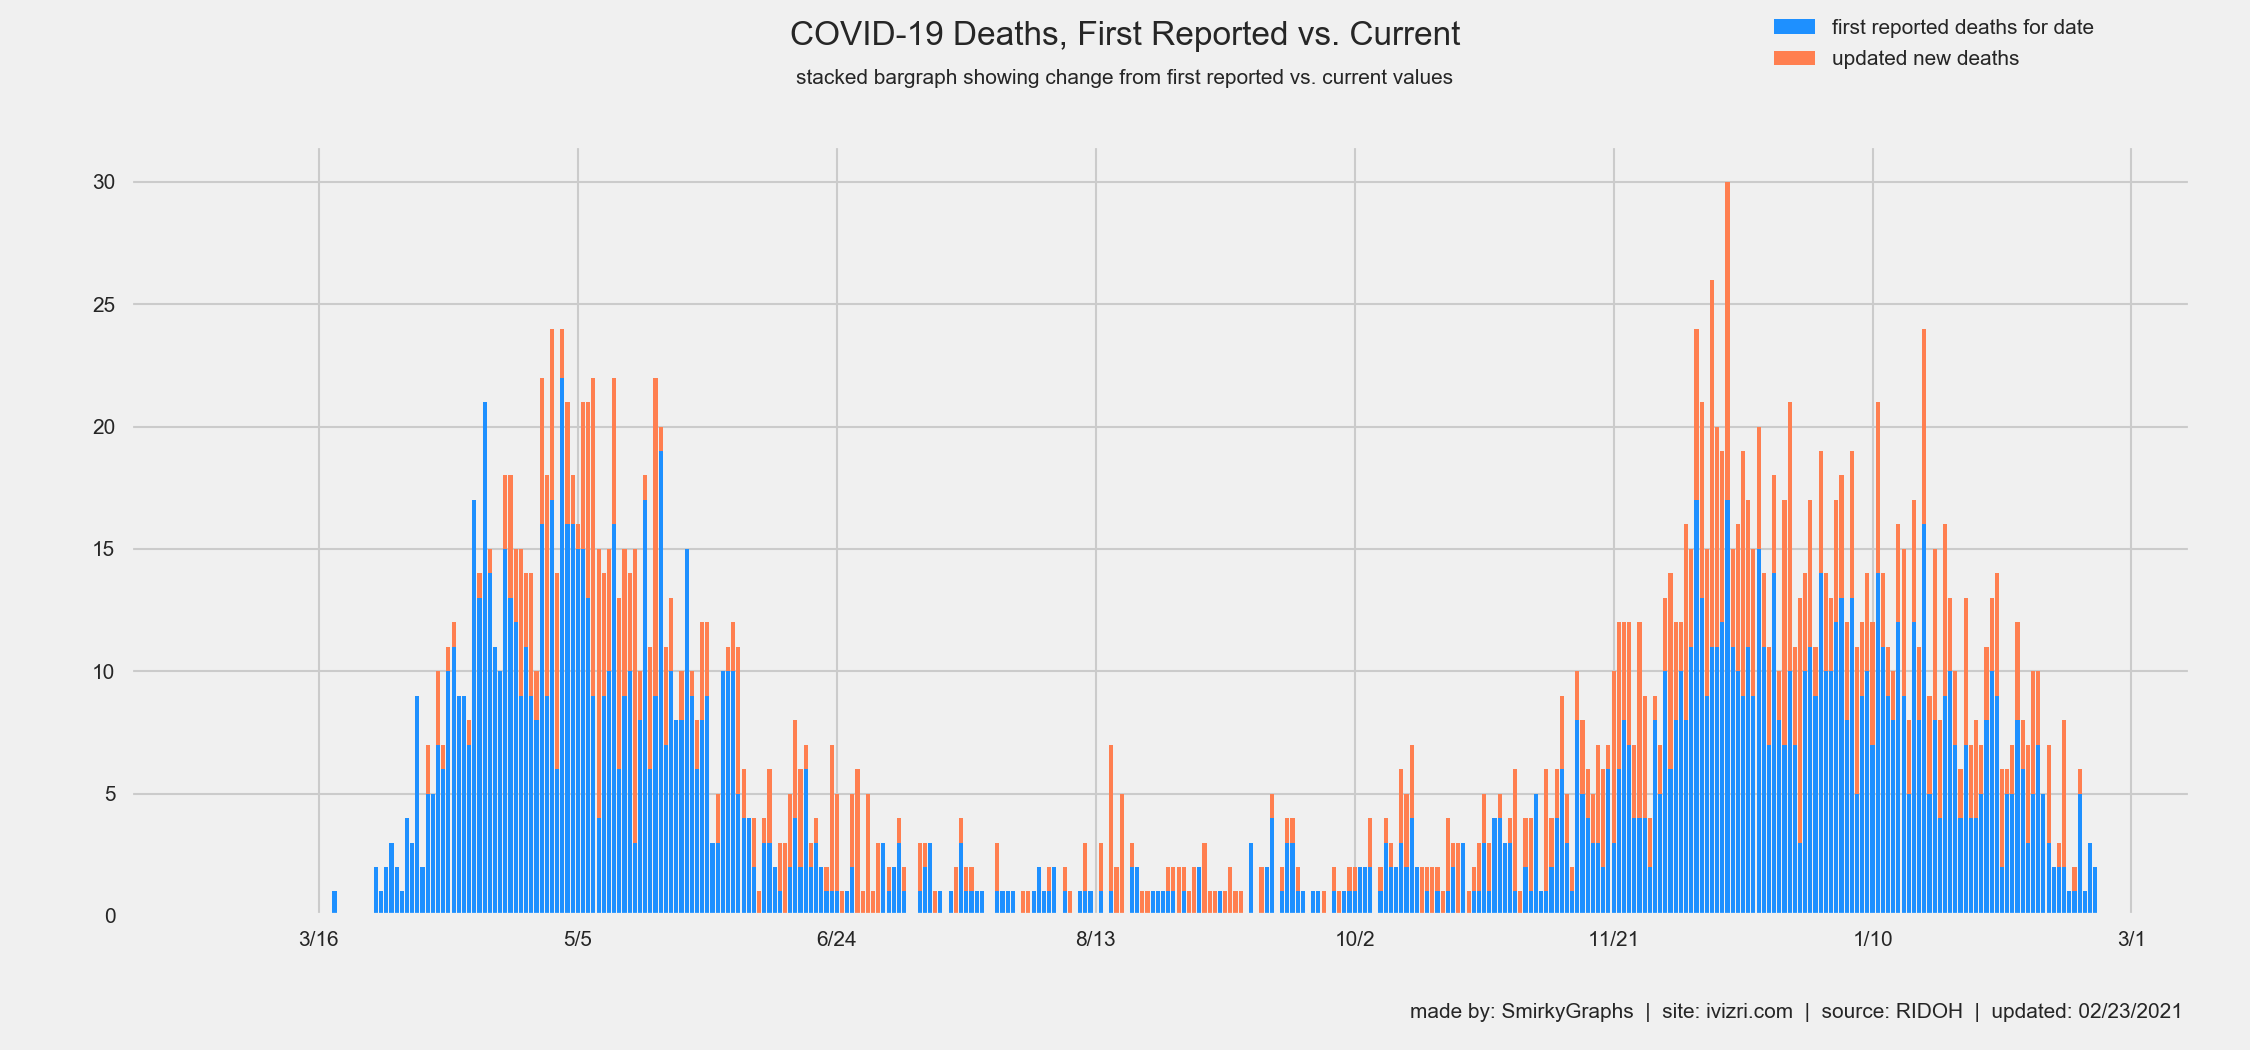 COVID-19 Deaths, First Reported vs. Current
stacked bargraph showing change from first reported vs. current values
first reported deaths for date
updated new deaths
30
25
20
15
10
5
0
3/16 5/5 6/24 8/13 10/2 11/21 1/10 3/1
made by: SmirkyGraphs | site: ivizri.com | source: RIDOH | updated: 02/23/2021